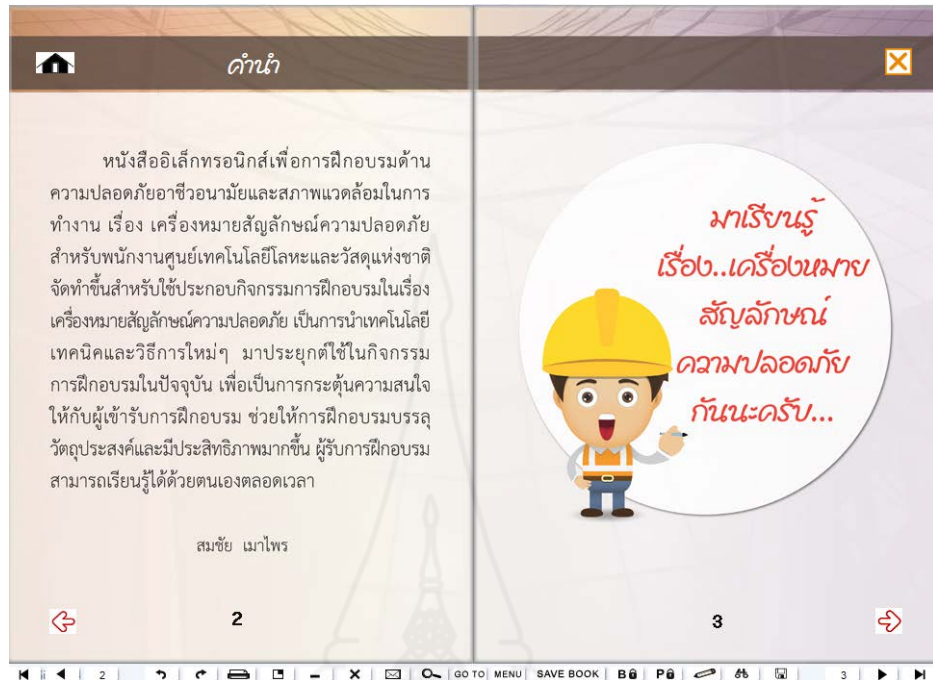 คำนำ
หนังสืออิเล็กทรอนิกส์เพื่อการฝึกอบรมด้าน
ความปลอดภัยอาชีวอนามัยและสภาพแวดล้อมในการ
ทำงาน เรื่อง เครื่องหมายสัญลักษณ์ความปลอดภัย
สำหรับพนักงานศูนย์เทคโนโลยีโลหะและวัสดุแห่งชาติ
จัดทำขึ้นสำหรับใช้ประกอบกิจกรรมการฝึกอบรมในเรื่อง
เครื่องหมายสัญลักษณ์ความปลอดภัย เป็นการนำเทคโนโลยี
เทคนิคและวิธีการใหม่ๆ มาประยุกต์ใช้ในกิจกรรม
การฝึกอบรมในปัจจุบัน เพื่อเป็นการกระตุ้นความสนใจ
ให้กับผู้เข้ารับการฝึกอบรม ช่วยให้การฝึกอบรมบรรลุ
วัตถุประสงค์และมีประสิทธิภาพมากขึ้น ผู้รับการฝึกอบรม
สามารถเรียนรู้ได้ด้วยตนเองตลอดเวลา
สมชัย เมาไพร
2
มาเรียนรู้
เรื่อง..เครื่องหมาย
สัญลักษณ์
ความปลอดภัย
กันนะครับ...
3
2 GO TO MENU SAVE BOOK B P 3